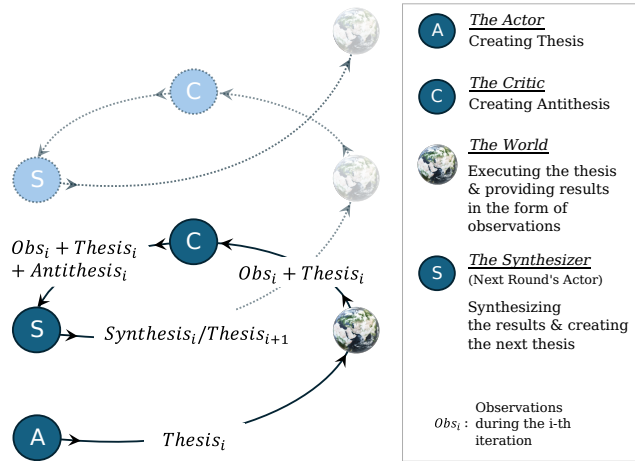 C
S
C
Obs_i + Thesis_i
+ Antithesis_i
Obs_i + Thesis_i
S
Synthesis_i/Thesis_{i+1}
A
Thesis_i
A
The Actor
Creating Thesis
C
The Critic
Creating Antithesis
The World
Executing the thesis
& providing results
in the form of
observations
S
The Synthesizer
(Next Round's Actor)
Synthesizing
the results & creating
the next thesis
Obs_i :
Observations
during the i-th
iteration